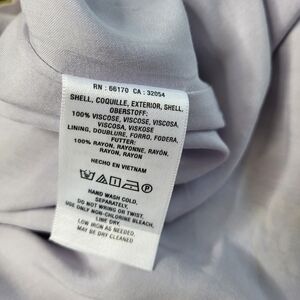 RN : 66170 CA : 32054
SHELL, COQUILLE, EXTERIOR, SHELL,
OBERSTOFF:
100% VISCOSE, VISCOSE, VISCOSA,
VISCOSA, VISKOSE
LINING, DOUBLURE, FORRO, FODERA,
FUTTER:
100% RAYON, RAYONNE, RAYÓN,
RAYON, RAYON
HECHO EN VIETNAM
HAND WASH COLD,
SEPARATELY,
DO NOT WRING OR TWIST,
USE ONLY NON-CHLORINE BLEACH,
LINE DRY,
LOW IRON AS NEEDED,
MAY BE DRY CLEANED